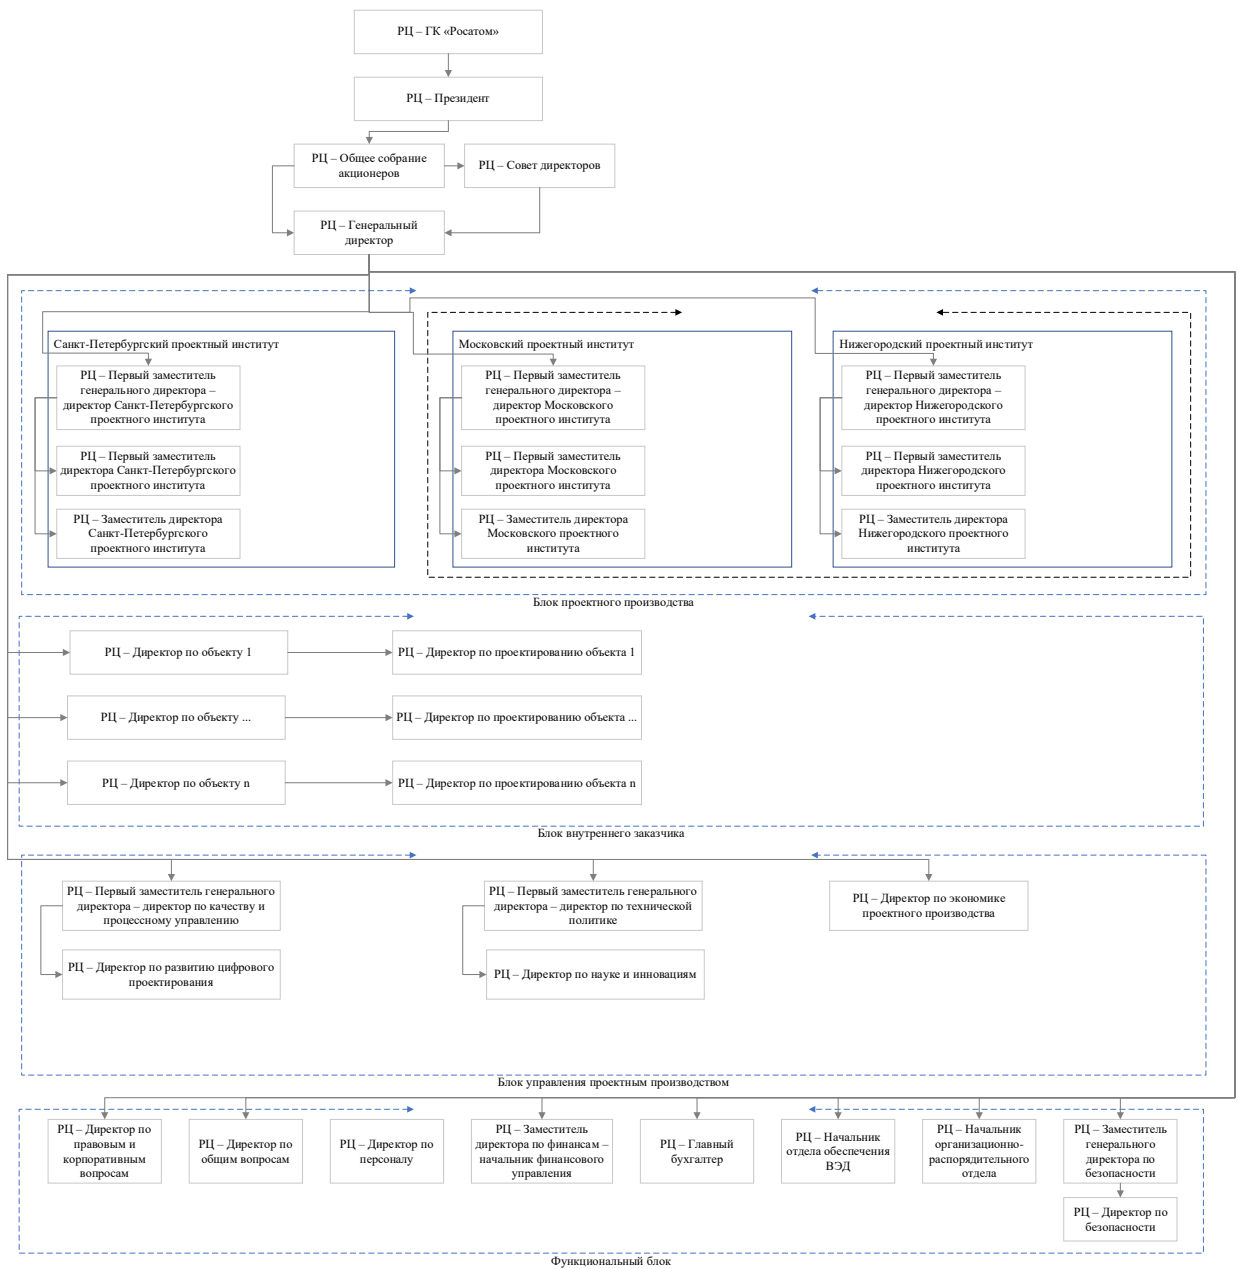 РЦ – ГК «Росатом»
РЦ – Президент
РЦ – Общее собрание
акционеров
РЦ – Совет директоров
РЦ – Генеральный
директор
Санкт-Петербургский проектный институт
Московский проектный институт
Нижегородский проектный институт
РЦ – Первый заместитель
генерального директора –
директор Санкт-Петербургского
проектного института
РЦ – Первый заместитель
генерального директора –
директор Московского
проектного института
РЦ – Первый заместитель
генерального директора –
директор Нижегородского
проектного института
РЦ – Первый заместитель
директора Санкт-Петербургского
проектного института
РЦ – Первый заместитель
директора Московского
проектного института
РЦ – Первый заместитель
директора Нижегородского
проектного института
РЦ – Заместитель директора
Санкт-Петербургского
проектного института
РЦ – Заместитель директора
Московского проектного
института
РЦ – Заместитель директора
Нижегородского проектного
института
Блок проектного производства
РЦ – Директор по объекту 1
РЦ – Директор по проектированию объекта 1
РЦ – Директор по объекту ...
РЦ – Директор по проектированию объекта ...
РЦ – Директор по объекту n
РЦ – Директор по проектированию объекта n
Блок внутреннего заказчика
РЦ – Первый заместитель генерального
директора – директор по качеству и
процессному управлению
РЦ – Первый заместитель генерального
директора – директор по технической
политике
РЦ – Директор по экономике
проектного производства
РЦ – Директор по развитию цифрового
проектирования
РЦ – Директор по науке и инновациям
Блок управления проектным производством
РЦ – Директор по
правовым и
корпоративным
вопросам
РЦ – Директор по
общим вопросам
РЦ – Директор по
персоналу
РЦ – Заместитель
директора по финансам –
начальник финансового
управления
РЦ – Главный
бухгалтер
РЦ – Начальник
отдела обеспечения
ВЭД
РЦ – Начальник
организационно-
распорядительного
отдела
РЦ – Заместитель
генерального
директора по
безопасности
РЦ – Директор по
безопасности
Функциональный блок